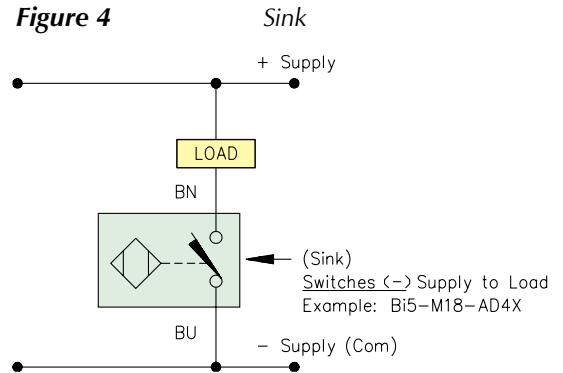 Figure 4 Sink
+ Supply
LOAD
BN
(Sink)
Switches (-) Supply to Load
Example: Bi5-M18-AD4X
BU
- Supply (Com)